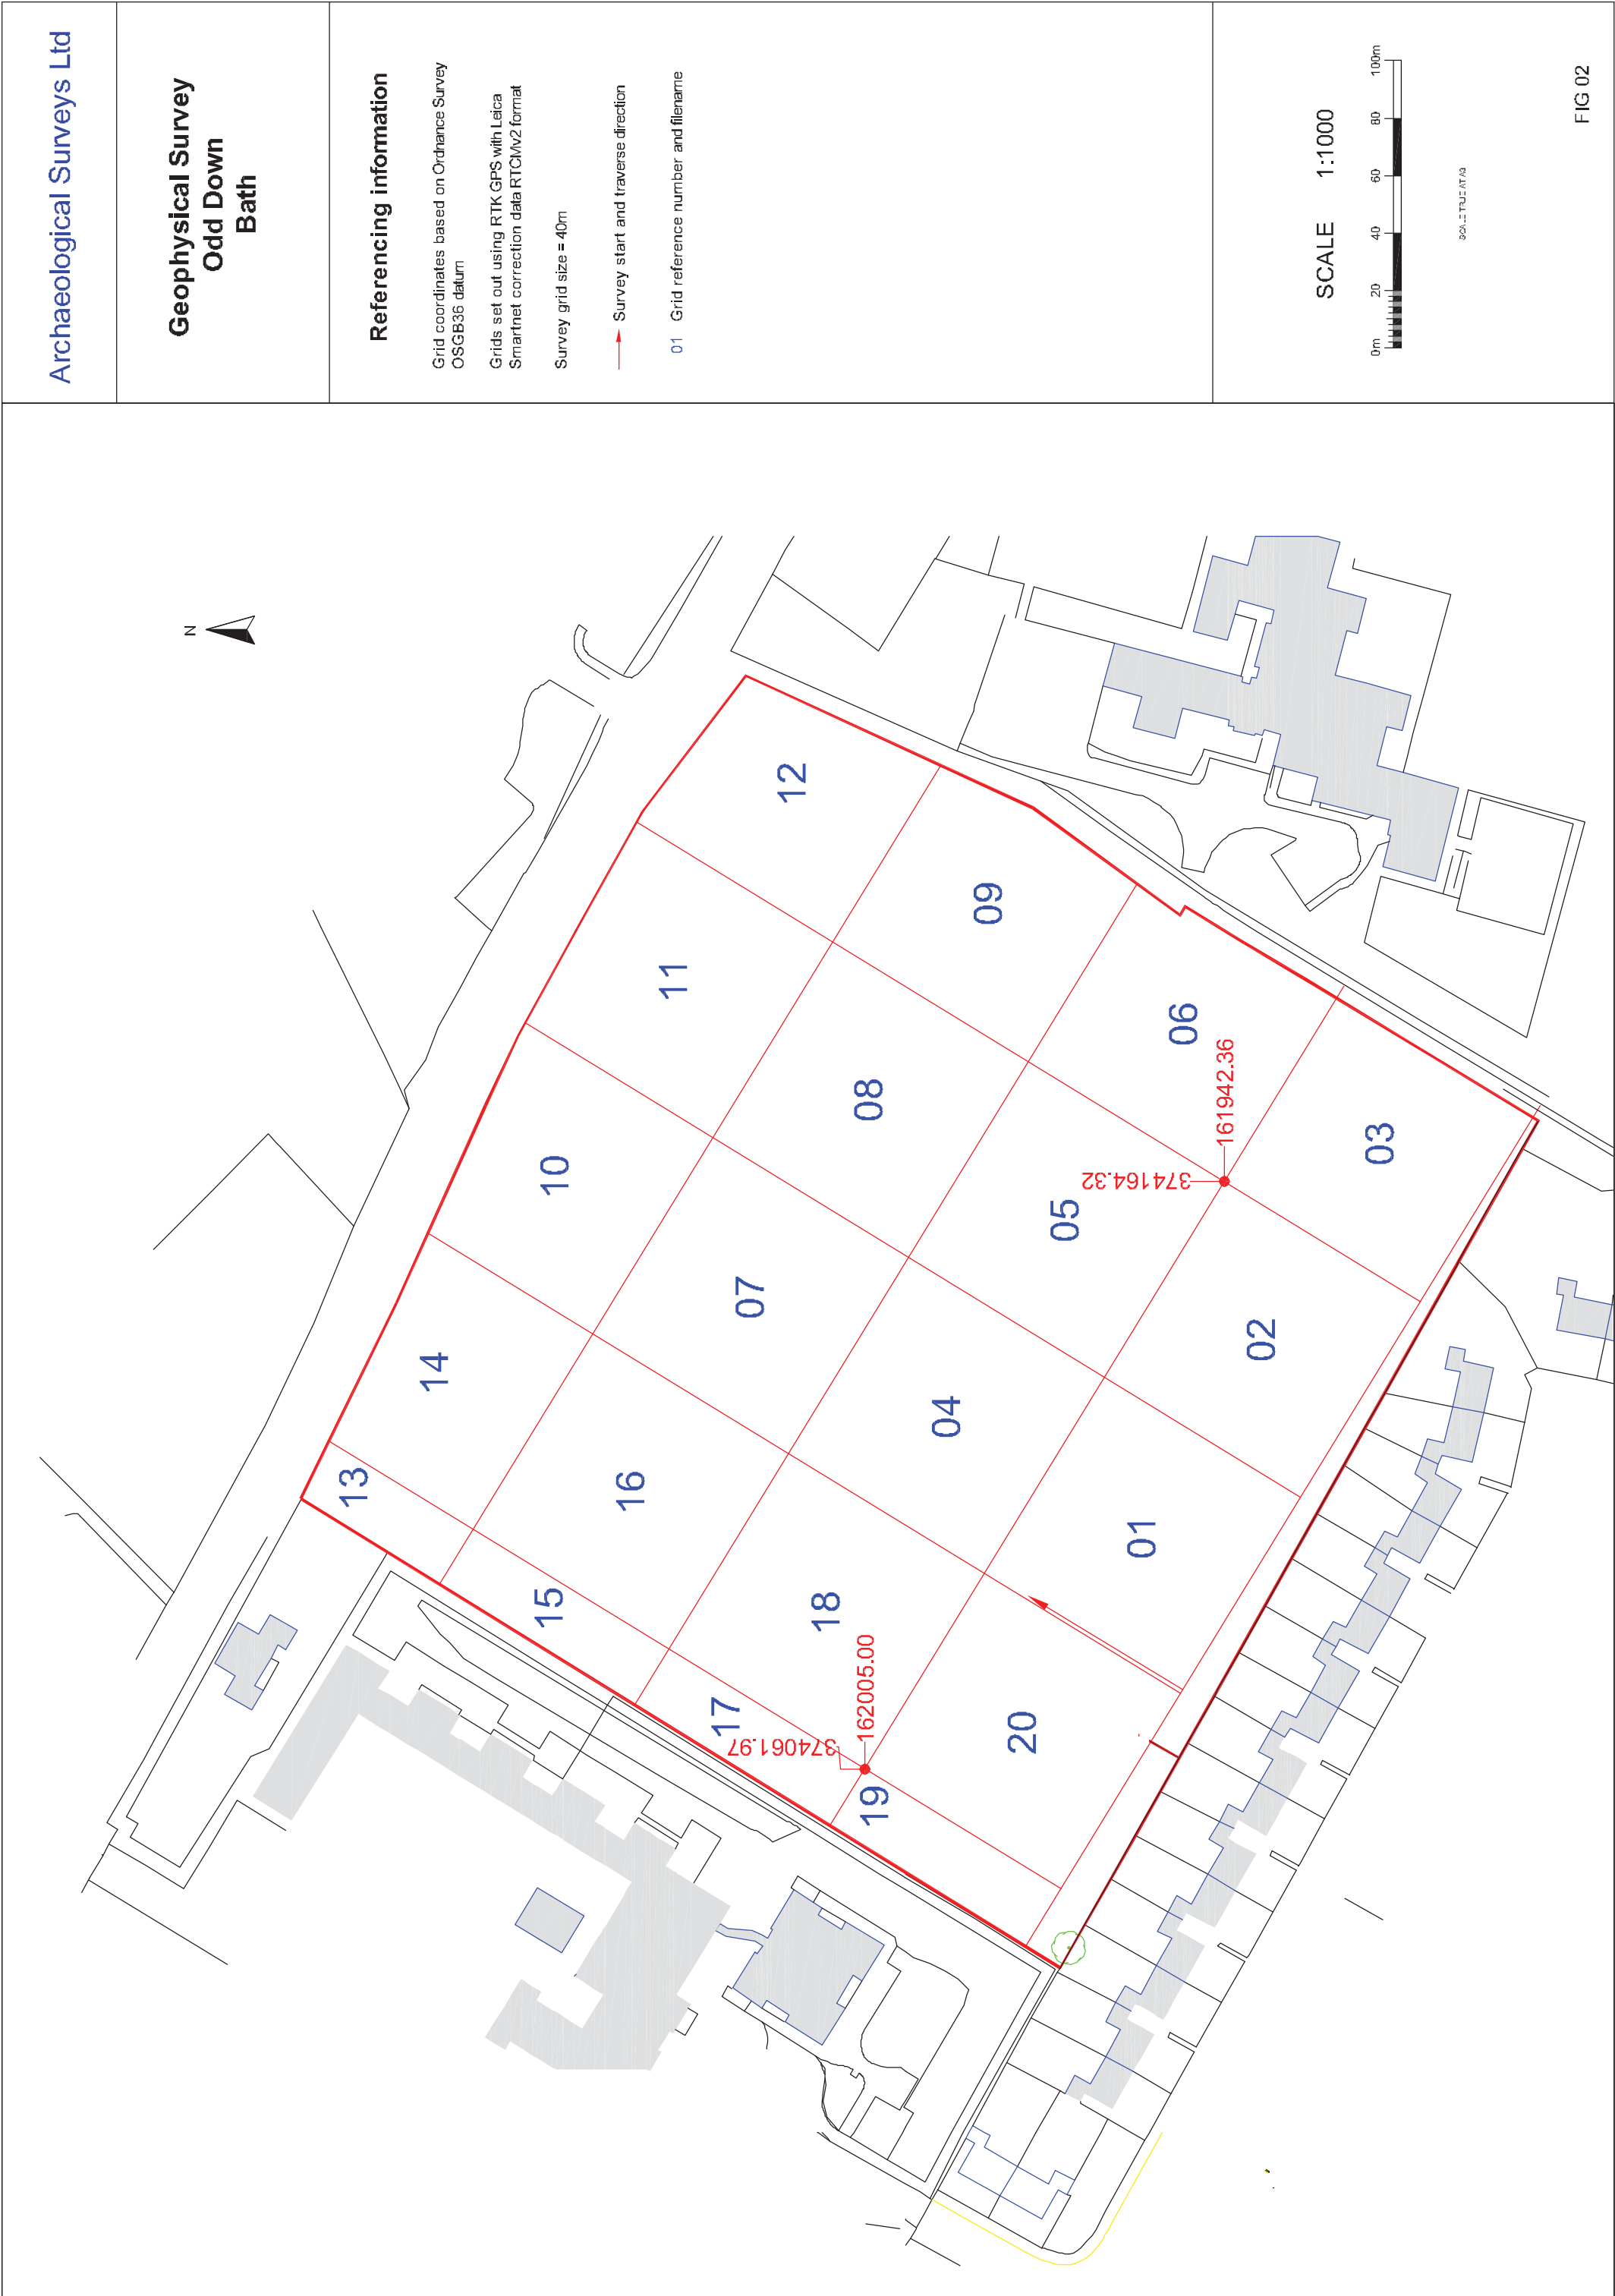 Archaeological Surveys Ltd
Geophysical Survey
Odd Down
Bath
Referencing information
Grid coordinates based on Ordnance Survey
OSGB36 datum
Grids set out using RTK GPS with Leica
Smartnet correction data RTCMv2 format
Survey grid size = 40m
Survey start and traverse direction
01 Grid reference number and filename
SCALE 1:1000
0m 20 40 60 80 100m
SCALE TRUE AT A3
FIG 02
N
12
11
09
10
08
06
14
07
05
03
13
16
04
02
15
18
01
17
20
19
374164.32
161942.36
374061.97
162005.00